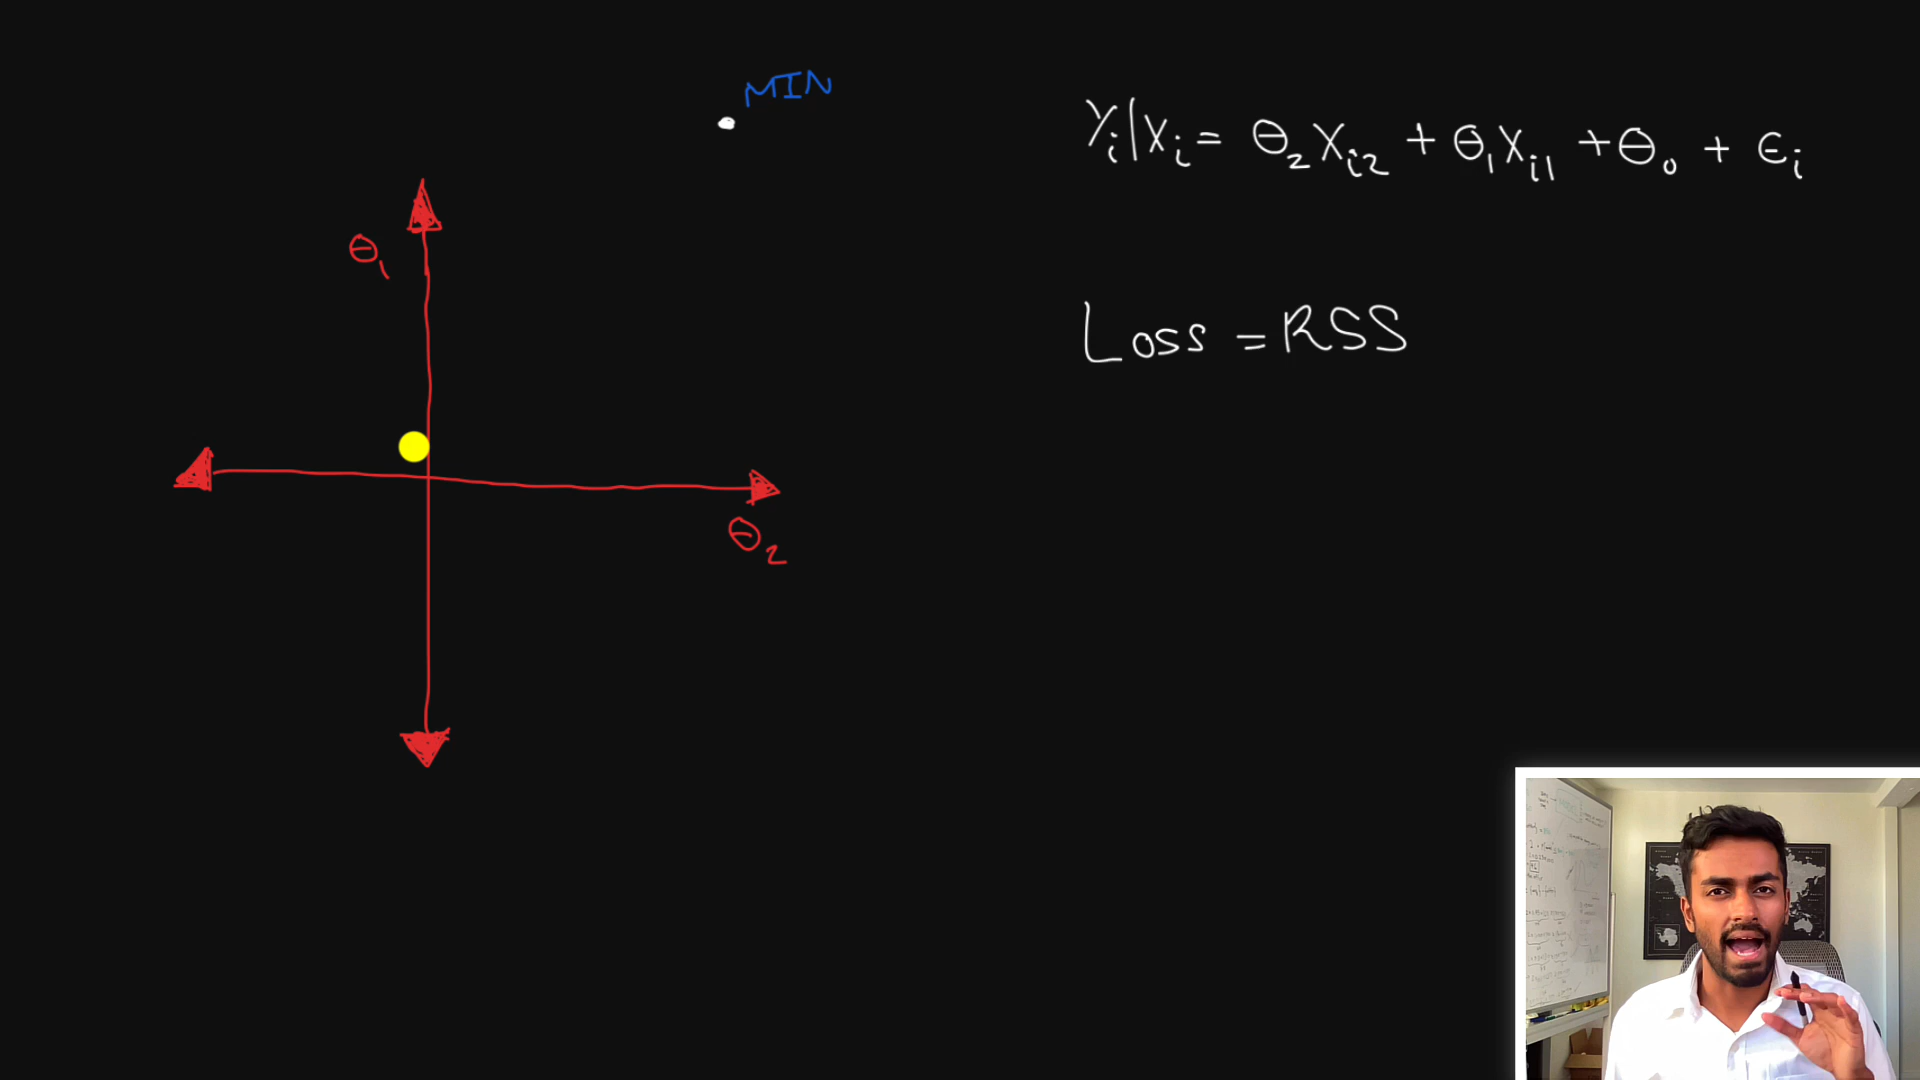 MIN
Yᵢ|Xᵢ = θ₂Xᵢ₂ + θ₁Xᵢ₁ + θ₀ + ϵᵢ
θ₁
Loss = RSS
θ₂